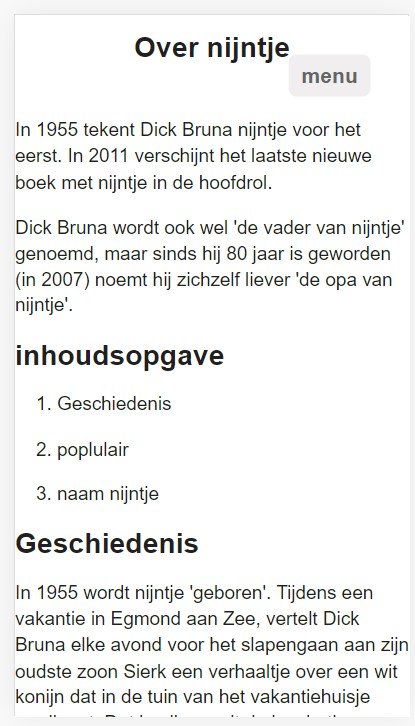 Over nijntje
menu
In 1955 tekent Dick Bruna nijntje voor het
eerst. In 2011 verschijnt het laatste nieuwe
boek met nijntje in de hoofdrol.
Dick Bruna wordt ook wel 'de vader van nijntje'
genoemd, maar sinds hij 80 jaar is geworden
(in 2007) noemt hij zichzelf liever 'de opa van
nijntje'.
inhoudsopgave
1. Geschiedenis
2. poplulair
3. naam nijntje
Geschiedenis
In 1955 wordt nijntje 'geboren'. Tijdens een
vakantie in Egmond aan Zee, vertelt Dick
Bruna elke avond voor het slapengaan aan zijn
oudste zoon Sierk een verhaaltje over een wit
konijn dat in de tuin van het vakantiehuisje